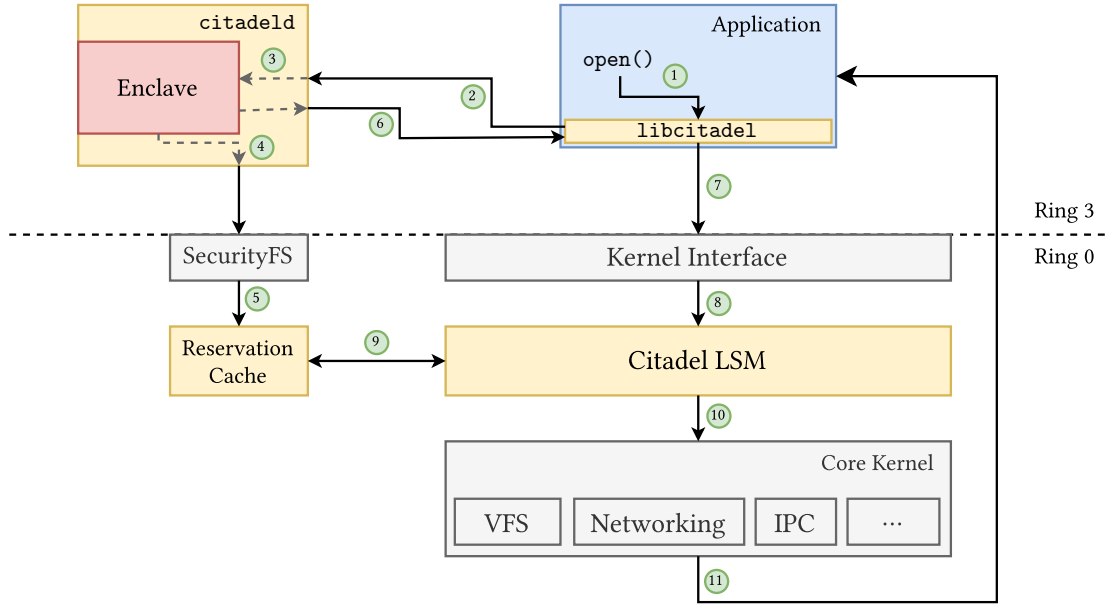 citadeld
Application
Enclave
3
open()
1
2
6
libcitadel
4
7
Ring 3
SecurityFS
Kernel Interface
Ring 0
5
8
Reservation
Cache
9
Citadel LSM
10
Core Kernel
VFS
Networking
IPC
...
11